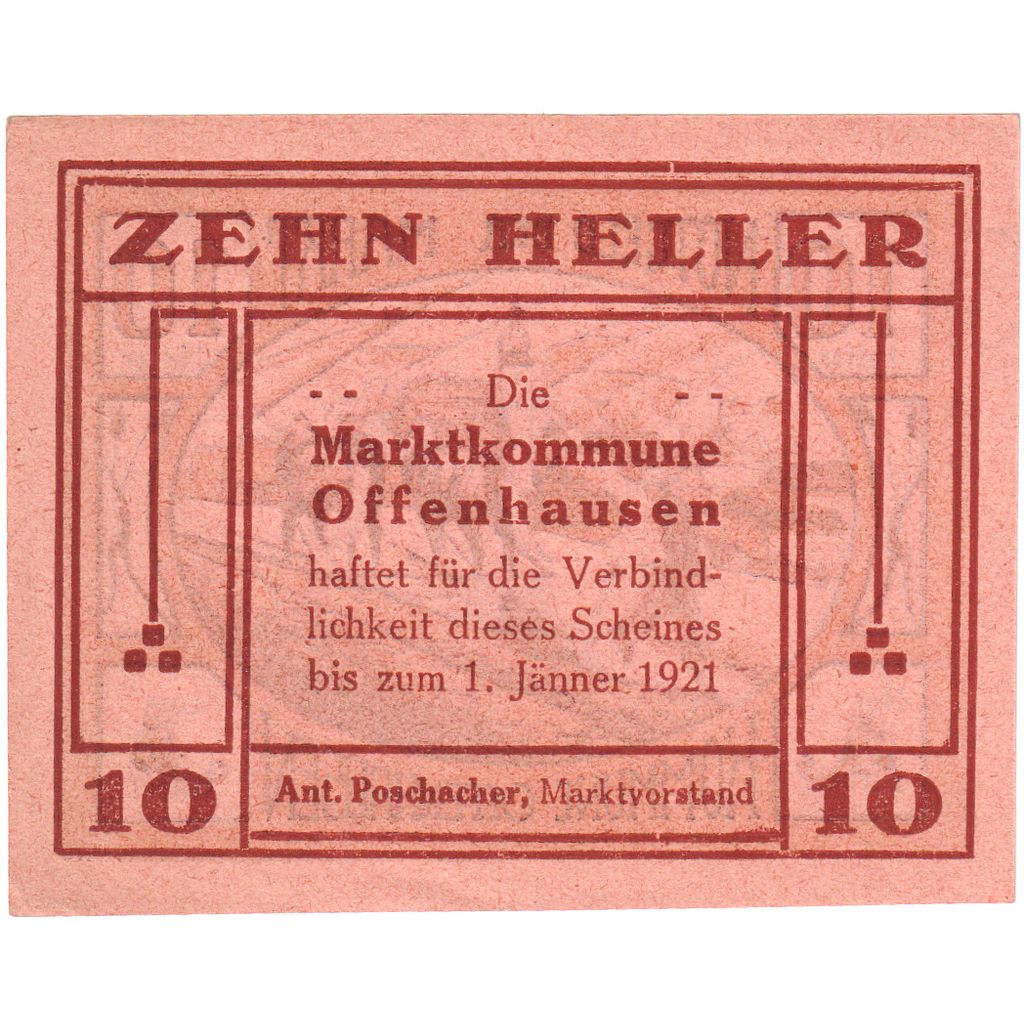 ZEHN HELLER
-- Die --
Marktkommune
Offenhausen
haftet für die Verbind-
lichkeit dieses Scheines
bis zum 1. Jänner 1921
10 Ant. Poschacher, Marktvorstand 10